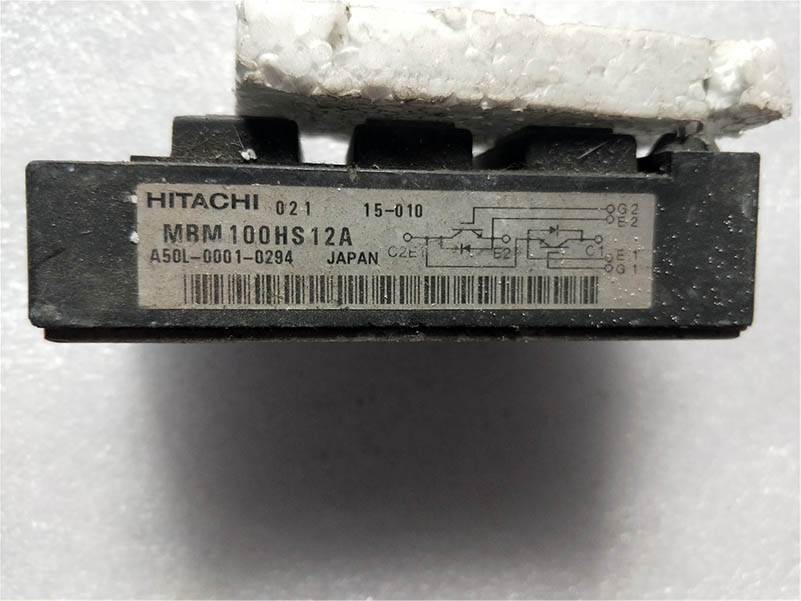 HITACHI 021 15-010
MBM100HS12A
A50L-0001-0294 JAPAN
G2
E2
C2E1 E2 C1
E1
G1